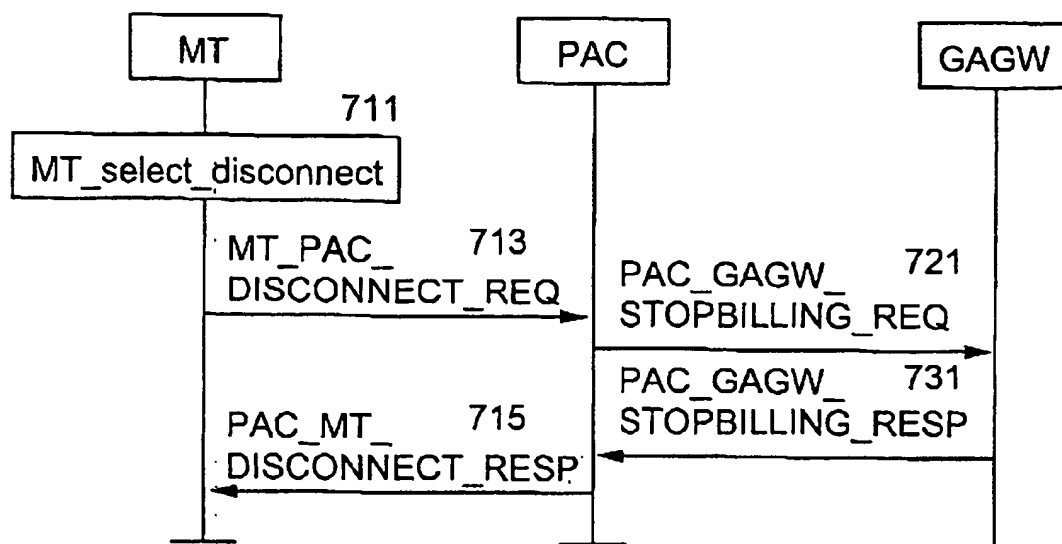 MT
PAC
GAGW
711
MT_select_disconnect
MT_PAC_ 713
DISCONNECT_REQ
PAC_GAGW_ 721
STOPBILLING_REQ
PAC_GAGW_ 731
STOPBILLING_RESP
PAC_MT_ 715
DISCONNECT_RESP